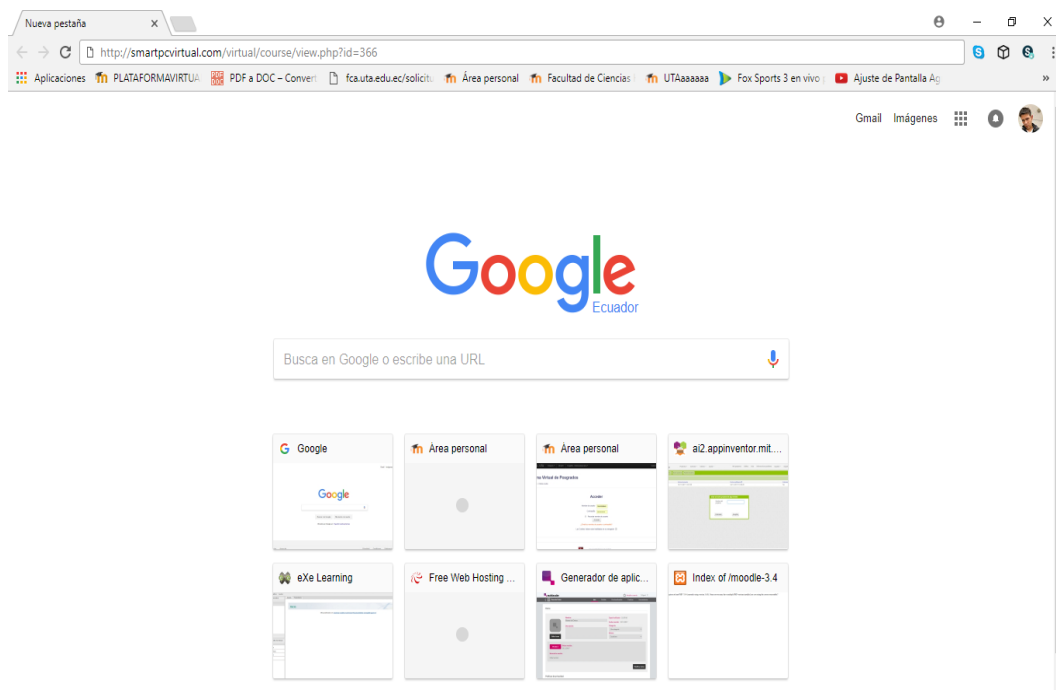 Nueva pestaña
http://smartpcvirtual.com/virtual/course/view.php?id=366
Aplicaciones PLATAFORMAVIRTUA PDF a DOC – Convert fca.uta.edu.ec/solicitu Área personal Facultad de Ciencias UTAaaaaaa Fox Sports 3 en vivo Ajuste de Pantalla Ag »
Gmail Imágenes
Google
Ecuador
Busca en Google o escribe una URL
Google Área personal Área personal ai2.appinventor.mit....
Google
Acceder
eXe Learning Free Web Hosting ... Generador de aplic... Index of /moodle-3.4